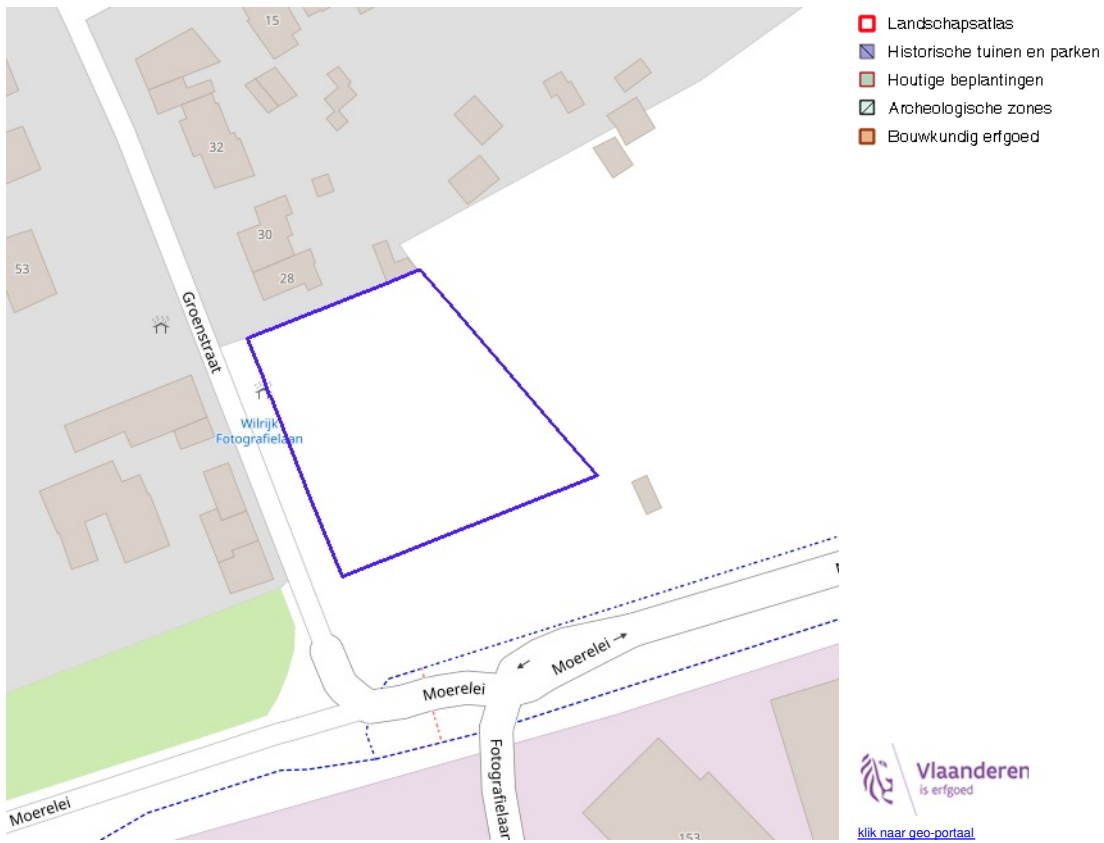 15
32
30
28
53
Groenstraat
Wilrijk
Fotografielaan
Moerelei
Moerelei
Moerelei
Fotografielaan
153
Landschapsatlas
Historische tuinen en parken
Houtige beplantingen
Archeologische zones
Bouwkundig erfgoed
Vlaanderen
is erfgoed
klik naar geo-portaal